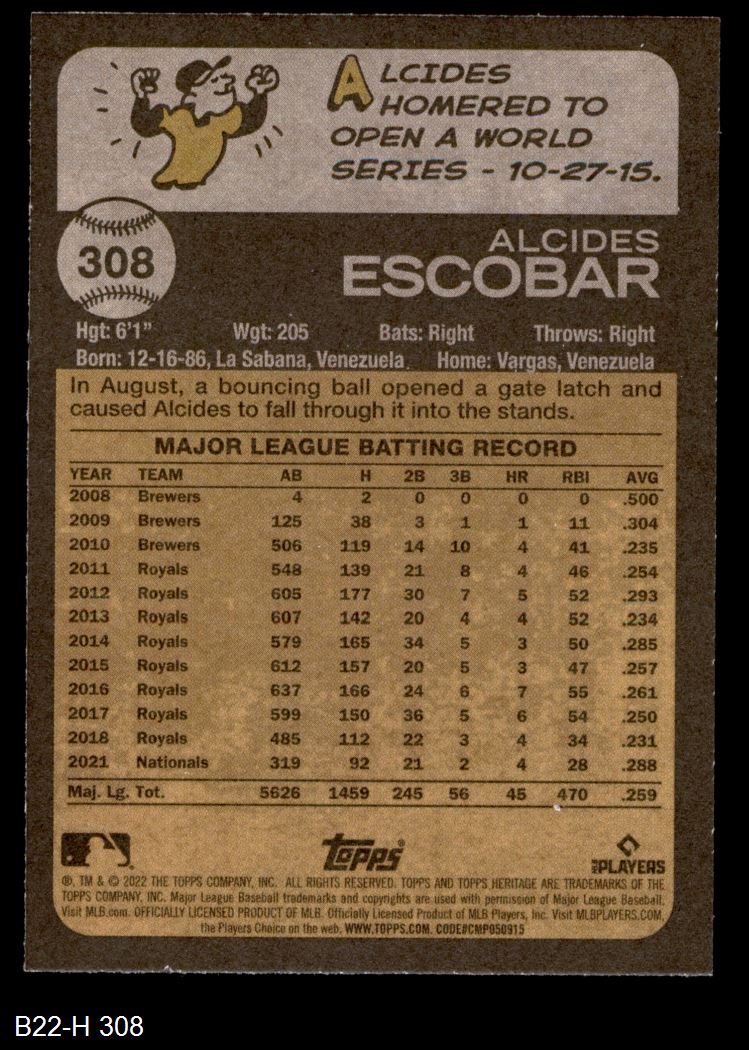 ALCIDES
HOMERED TO
OPEN A WORLD
SERIES - 10-27-15.
308
ALCIDES
ESCOBAR
Hgt: 6'1" Wgt: 205 Bats: Right Throws: Right
Born: 12-16-86, La Sabana, Venezuela Home: Vargas, Venezuela
In August, a bouncing ball opened a gate latch and
caused Alcides to fall through it into the stands.
MAJOR LEAGUE BATTING RECORD
YEAR TEAM AB H 2B 3B HR RBI AVG
2008 Brewers 4 2 0 0 0 0 .500
2009 Brewers 125 38 3 1 1 11 .304
2010 Brewers 506 119 14 10 4 41 .235
2011 Royals 548 139 21 8 4 46 .254
2012 Royals 605 177 30 7 5 52 .293
2013 Royals 607 142 20 4 4 52 .234
2014 Royals 579 165 34 5 3 50 .285
2015 Royals 612 157 20 5 3 47 .257
2016 Royals 637 166 24 6 7 55 .261
2017 Royals 599 150 36 5 6 54 .250
2018 Royals 485 112 22 3 4 34 .231
2021 Nationals 319 92 21 2 4 28 .288
Maj. Lg. Tot. 5626 1459 245 56 45 470 .259
Topps®
MLB PLAYERS
®, TM & © 2022 THE TOPPS COMPANY, INC. ALL RIGHTS RESERVED. TOPPS AND TOPPS HERITAGE ARE TRADEMARKS OF THE
TOPPS COMPANY, INC. Major League Baseball trademarks and copyrights are used with permission of Major League Baseball.
Visit MLB.com. OFFICIALLY LICENSED PRODUCT OF MLB. Officially Licensed Product of MLB Players, Inc. Visit MLBPLAYERS.COM,
the Players Choice on the web. WWW.TOPPS.COM. CODE#CMP050915
B22-H 308